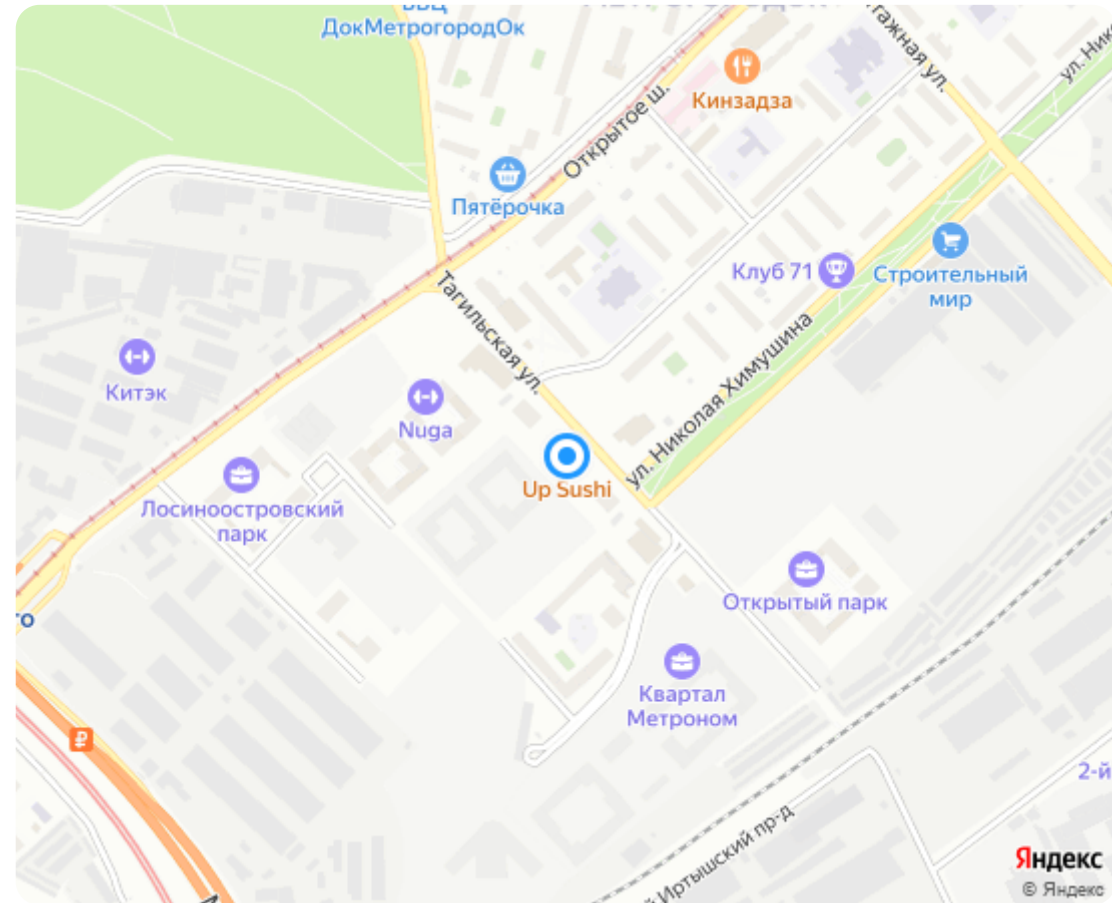 ДокМетрогородОк
Кинзадза
Открытое ш.
Пятёрочка
Клуб 71
Строительный
мир
Тагильская ул.
ул. Николая Химушина
Китэк
Nuga
Up Sushi
Лосиноостровский
парк
Открытый парк
Квартал
Метроном
₽
2-й
Иртышский пр-д
Яндекс
© Яндекс